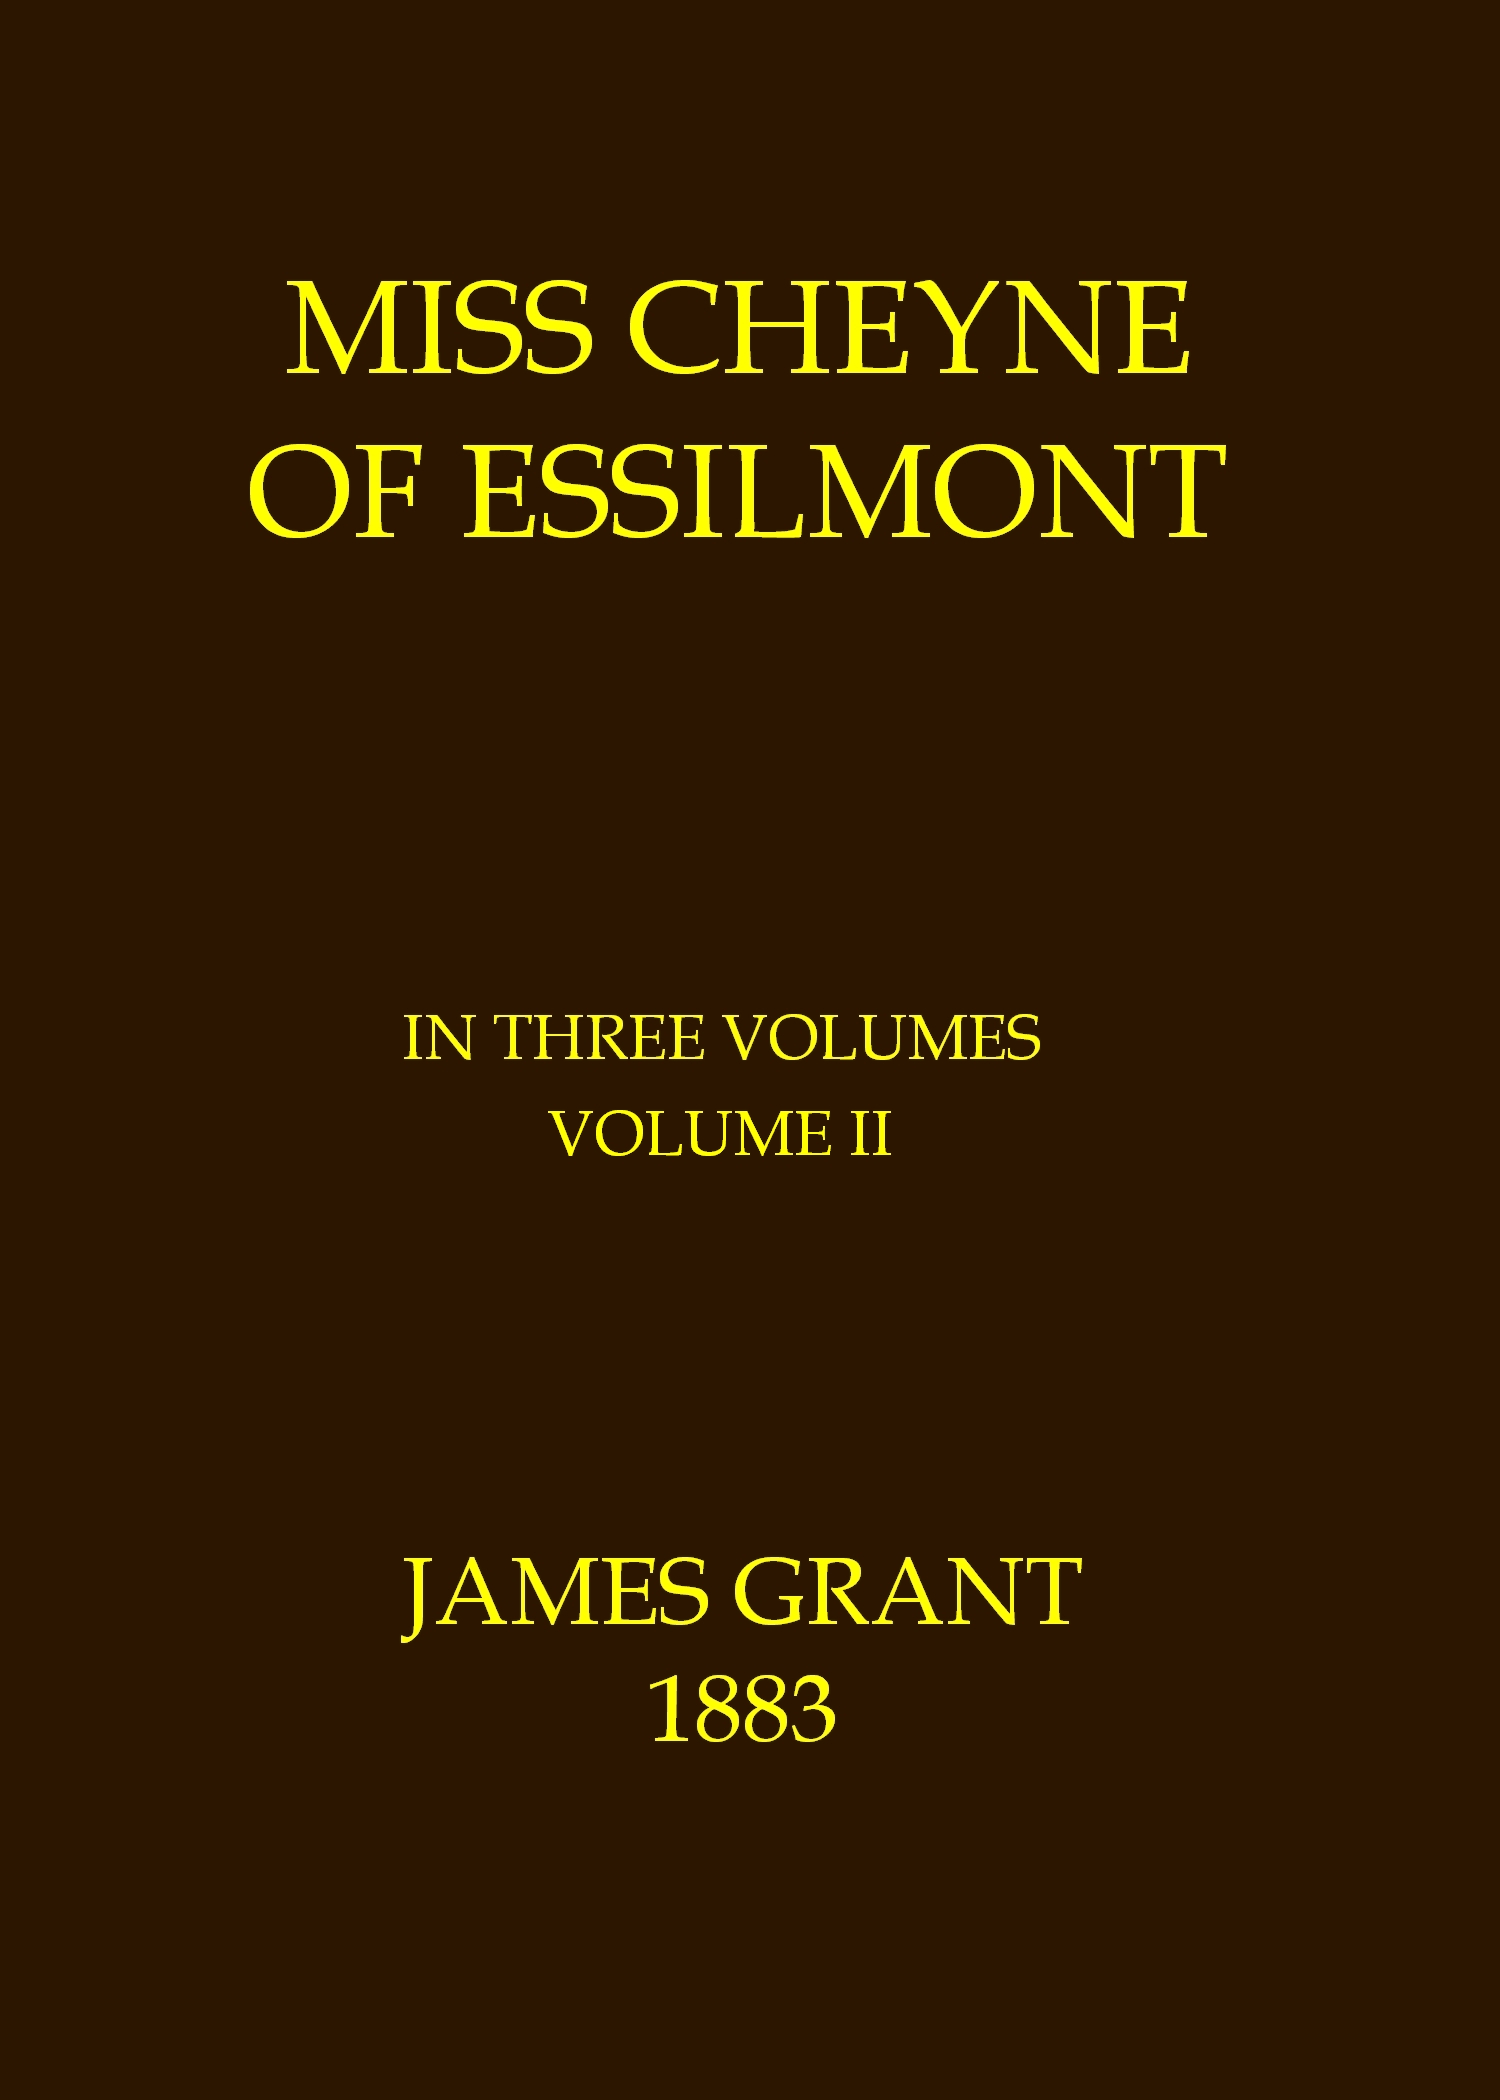 MISS CHEYNE
OF ESSILMONT
IN THREE VOLUMES
VOLUME II
JAMES GRANT
1883